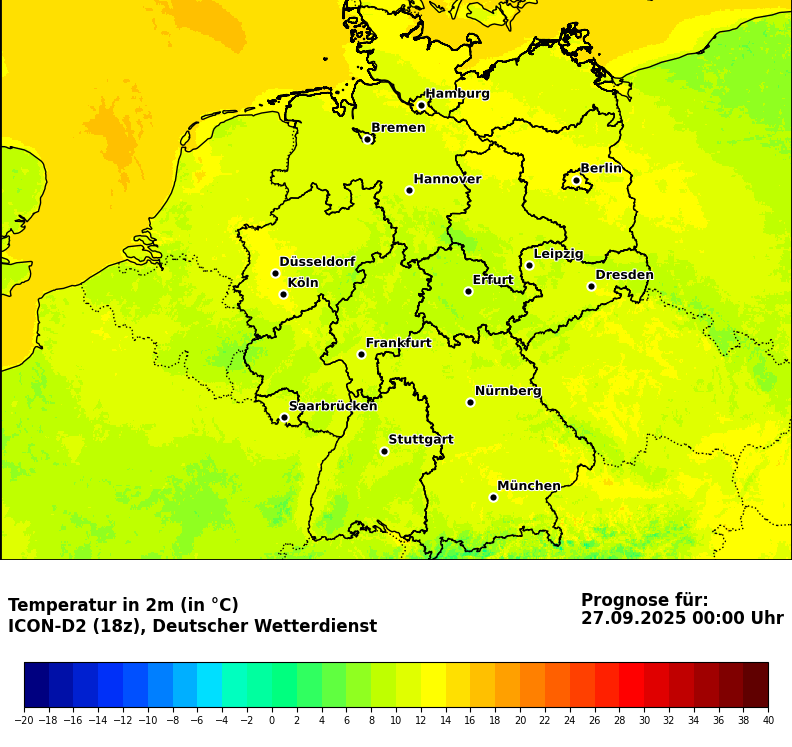 Hamburg
Bremen
Berlin
Hannover
Leipzig
Düsseldorf
Dresden
Köln
Erfurt
Frankfurt
Nürnberg
Saarbrücken
Stuttgart
München
Temperatur in 2m (in °C)
ICON-D2 (18z), Deutscher Wetterdienst
Prognose für:
27.09.2025 00:00 Uhr
−20 −18 −16 −14 −12 −10 −8 −6 −4 −2 0 2 4 6 8 10 12 14 16 18 20 22 24 26 28 30 32 34 36 38 40